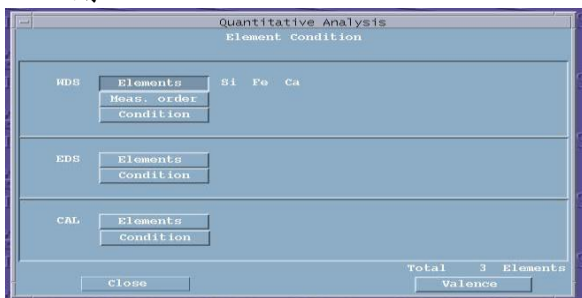 Quantitative Analysis
Element Condition
WDS Elements Si Fe Ca
Meas. order
Condition
EDS Elements
Condition
CAL Elements
Condition
Total 3 Elements
Close Valence